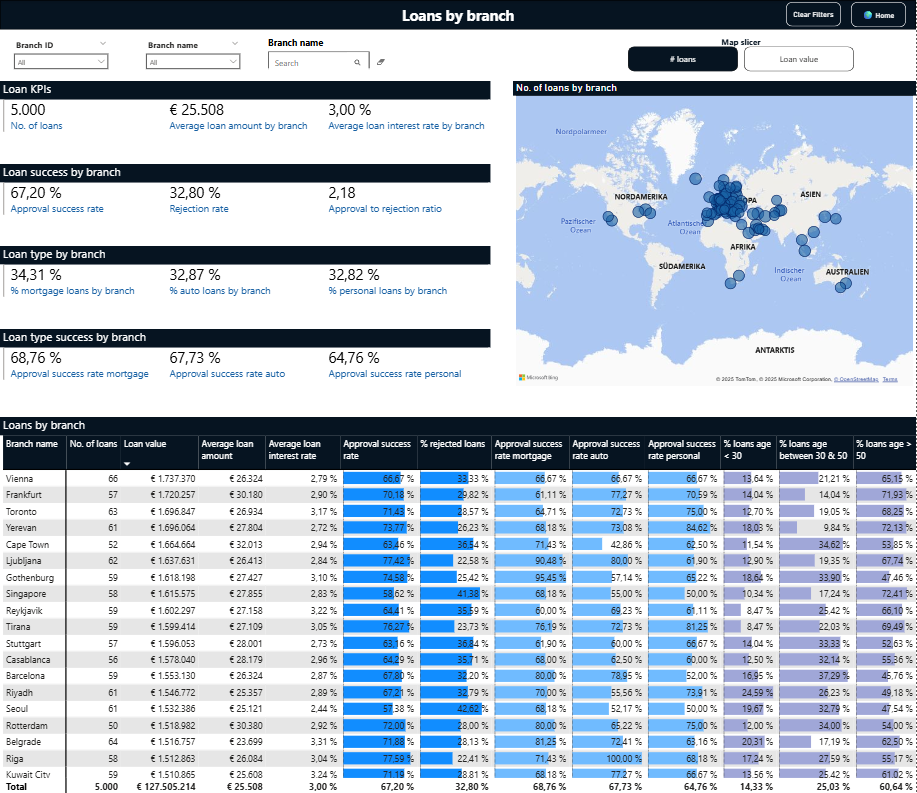 Loans by branch
Clear Filters
Home
Branch ID
All
Branch name
All
Branch name
Search
Map slicer
# loans
Loan value
Loan KPIs
5.000 € 25.508 3,00 %
No. of loans Average loan amount by branch Average loan interest rate by branch
Loan success by branch
67,20 % 32,80 % 2,18
Approval success rate Rejection rate Approval to rejection ratio
Loan type by branch
34,31 % 32,87 % 32,82 %
% mortgage loans by branch % auto loans by branch % personal loans by branch
Loan type success by branch
68,76 % 67,73 % 64,76 %
Approval success rate mortgage Approval success rate auto Approval success rate personal
No. of loans by branch
Nordpolarmeer
NORDAMERIKA
OPA
ASIEN
Pazifischer
Ozean
Atlantischer
Ozean
AFRIKA
SÜDAMERIKA
Indischer
Ozean
AUSTRALIEN
ANTARKTIS
Microsoft Bing
© 2025 TomTom, © 2025 Microsoft Corporation, © OpenStreetMap Terms
Loans by branch
Branch name No. of loans Loan value Average loan amount Average loan interest rate Approval success rate % rejected loans Approval success rate mortgage Approval success rate auto Approval success rate personal % loans age < 30 % loans age between 30 & 50 % loans age > 50
Vienna 66 € 1.737.370 € 26.324 2,79 % 66,67 % 33,33 % 66,67 % 66,67 % 66,67 % 13,64 % 21,21 % 65,15 %
Frankfurt 57 € 1.720.257 € 30.180 2,90 % 70,18 % 29,82 % 61,11 % 77,27 % 70,59 % 14,04 % 14,04 % 71,93 %
Toronto 63 € 1.696.847 € 26.934 3,17 % 71,43 % 28,57 % 64,71 % 72,73 % 75,00 % 12,70 % 19,05 % 68,25 %
Yerevan 61 € 1.696.064 € 27.804 2,72 % 73,77 % 26,23 % 68,18 % 73,08 % 84,62 % 18,03 % 9,84 % 72,13 %
Cape Town 52 € 1.664.664 € 32.013 2,94 % 63,46 % 36,54 % 71,43 % 42,86 % 62,50 % 11,54 % 34,62 % 53,85 %
Ljubljana 62 € 1.637.631 € 26.413 2,84 % 77,42 % 22,58 % 90,48 % 80,00 % 61,90 % 12,90 % 19,35 % 67,74 %
Gothenburg 59 € 1.618.198 € 27.427 3,10 % 74,58 % 25,42 % 95,45 % 57,14 % 65,22 % 18,64 % 33,90 % 47,46 %
Singapore 58 € 1.615.575 € 27.855 2,83 % 58,62 % 41,38 % 68,18 % 55,00 % 50,00 % 10,34 % 17,24 % 72,41 %
Reykjavik 59 € 1.602.297 € 27.158 3,22 % 64,41 % 35,59 % 60,00 % 69,23 % 61,11 % 8,47 % 25,42 % 66,10 %
Tirana 59 € 1.599.414 € 27.109 3,05 % 76,27 % 23,73 % 76,19 % 72,73 % 81,25 % 8,47 % 22,03 % 69,49 %
Stuttgart 57 € 1.596.053 € 28.001 2,73 % 63,16 % 36,84 % 61,90 % 60,00 % 66,67 % 14,04 % 33,33 % 52,63 %
Casablanca 56 € 1.578.040 € 28.179 2,96 % 64,29 % 35,71 % 68,00 % 62,50 % 60,00 % 12,50 % 32,14 % 55,36 %
Barcelona 59 € 1.553.130 € 26.324 2,87 % 67,80 % 32,20 % 80,00 % 78,95 % 52,00 % 16,95 % 37,29 % 45,76 %
Riyadh 61 € 1.546.772 € 25.357 2,89 % 67,21 % 32,79 % 70,00 % 55,56 % 73,91 % 24,59 % 26,23 % 49,18 %
Seoul 61 € 1.532.386 € 25.121 2,44 % 57,38 % 42,62 % 68,18 % 52,17 % 50,00 % 19,67 % 32,79 % 47,54 %
Rotterdam 50 € 1.518.982 € 30.380 2,92 % 72,00 % 28,00 % 80,00 % 65,22 % 75,00 % 12,00 % 34,00 % 54,00 %
Belgrade 64 € 1.516.757 € 23.699 3,31 % 71,88 % 28,13 % 81,25 % 72,41 % 63,16 % 20,31 % 17,19 % 62,50 %
Riga 58 € 1.512.863 € 26.084 3,04 % 77,59 % 22,41 % 71,43 % 100,00 % 68,18 % 17,24 % 27,59 % 55,17 %
Kuwait City 59 € 1.510.865 € 25.608 3,24 % 71,19 % 28,81 % 68,18 % 77,27 % 66,67 % 13,56 % 25,42 % 61,02 %
Total 5.000 € 127.505.214 € 25.508 3,00 % 67,20 % 32,80 % 68,76 % 67,73 % 64,76 % 14,33 % 25,03 % 60,64 %